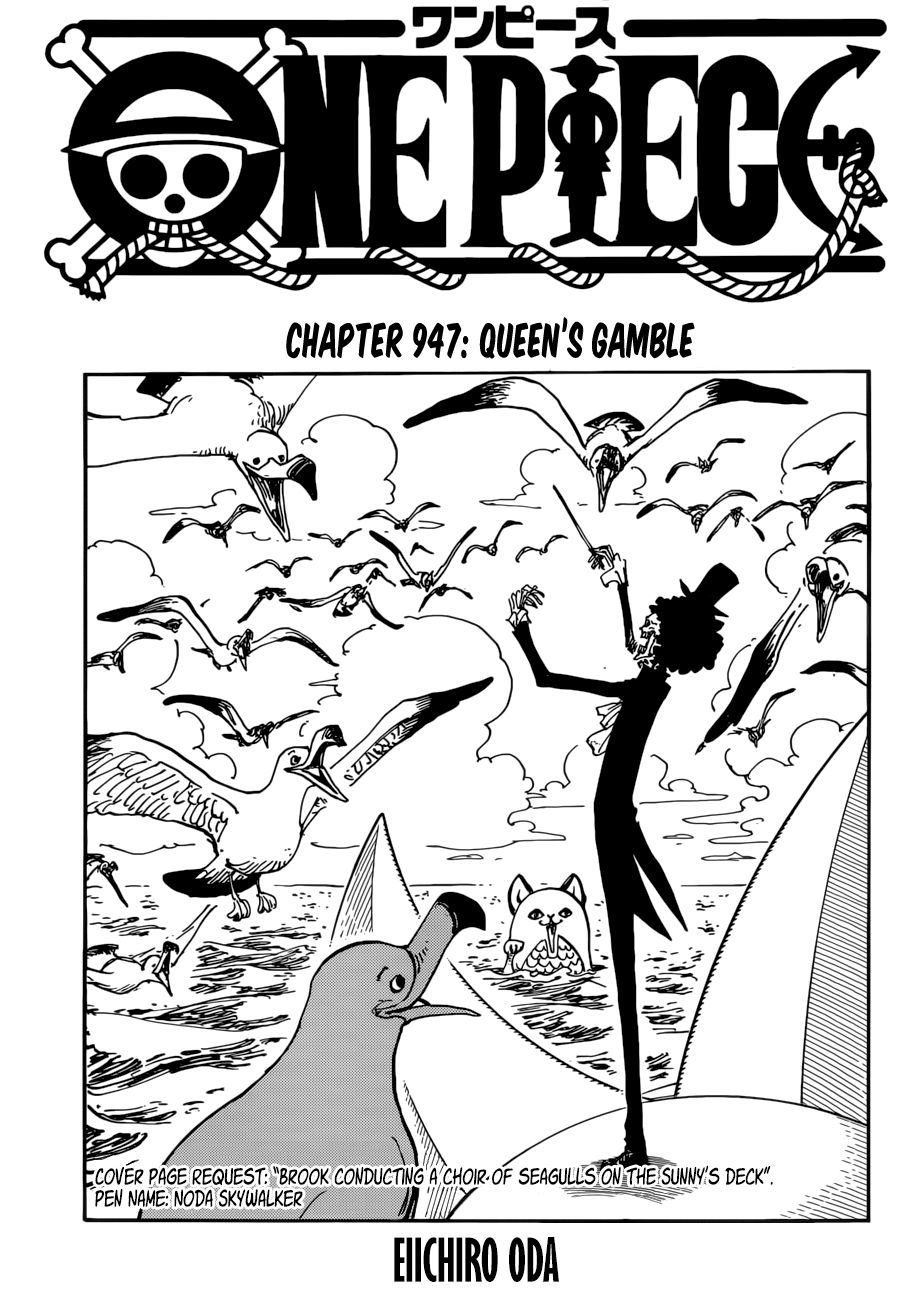 ワンピース
ONE PIECE
CHAPTER 947: QUEEN'S GAMBLE
COVER PAGE REQUEST: "BROOK CONDUCTING A CHOIR OF SEAGULLS ON THE SUNNY'S DECK".
PEN NAME: NODA SKYWALKER
EIICHIRO ODA